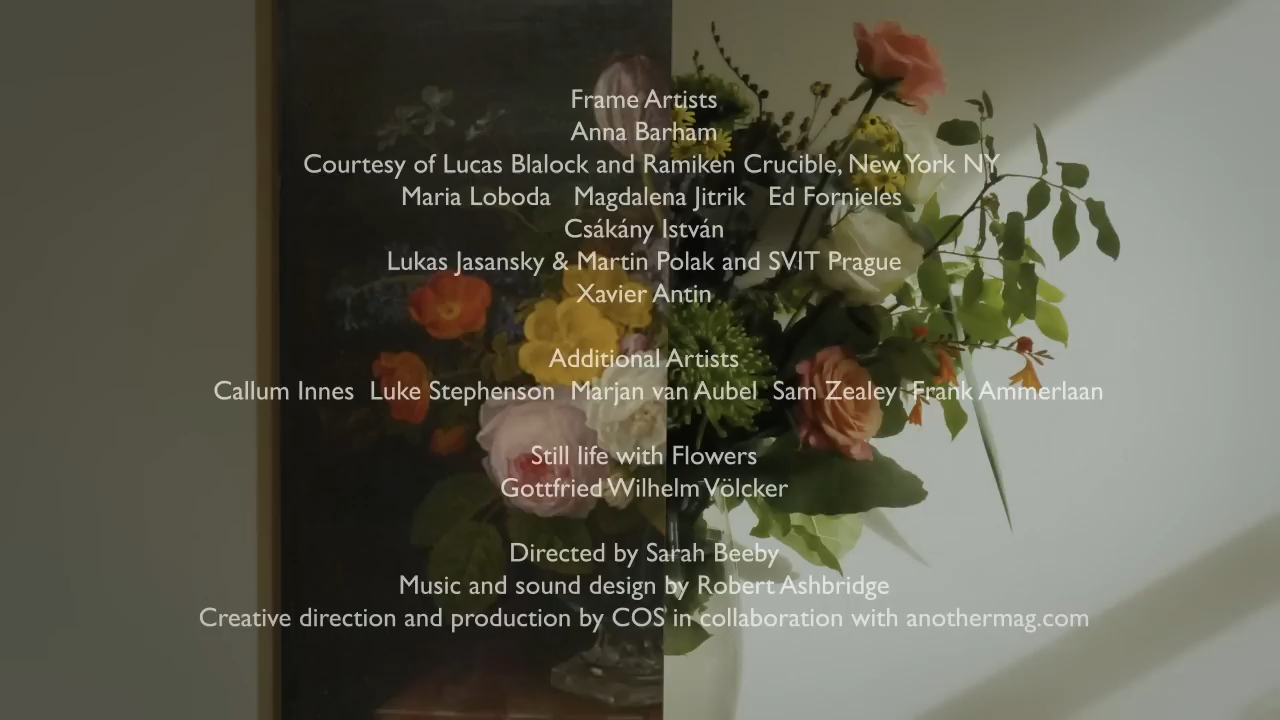 Frame Artists
Anna Barham
Courtesy of Lucas Blalock and Ramiken Crucible, New York NY
Maria Loboda Magdalena Jitrik Ed Fornieles
Csákány István
Lukas Jasansky & Martin Polak and SVIT Prague
Xavier Antin
Additional Artists
Callum Innes Luke Stephenson Marjan van Aubel Sam Zealey Frank Ammerlaan
Still life with Flowers
Gottfried Wilhelm Völcker
Directed by Sarah Beeby
Music and sound design by Robert Ashbridge
Creative direction and production by COS in collaboration with anothermag.com